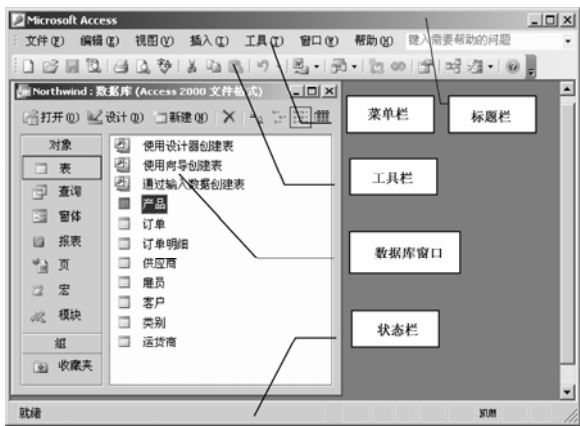 Microsoft Access
文件(F) 编辑(E) 视图(V) 插入(I) 工具(T) 窗口(W) 帮助(H) 键入需要帮助的问题
Northwind : 数据库 (Access 2000 文件格式)
打开(O) 设计(D) 新建(N)
对象
表
查询
窗体
报表
页
宏
模块
组
收藏夹
使用设计器创建表
使用向导创建表
通过输入数据创建表
产品
订单
订单明细
供应商
雇员
客户
类别
运货商
菜单栏
标题栏
工具栏
数据库窗口
状态栏
就绪
NUM